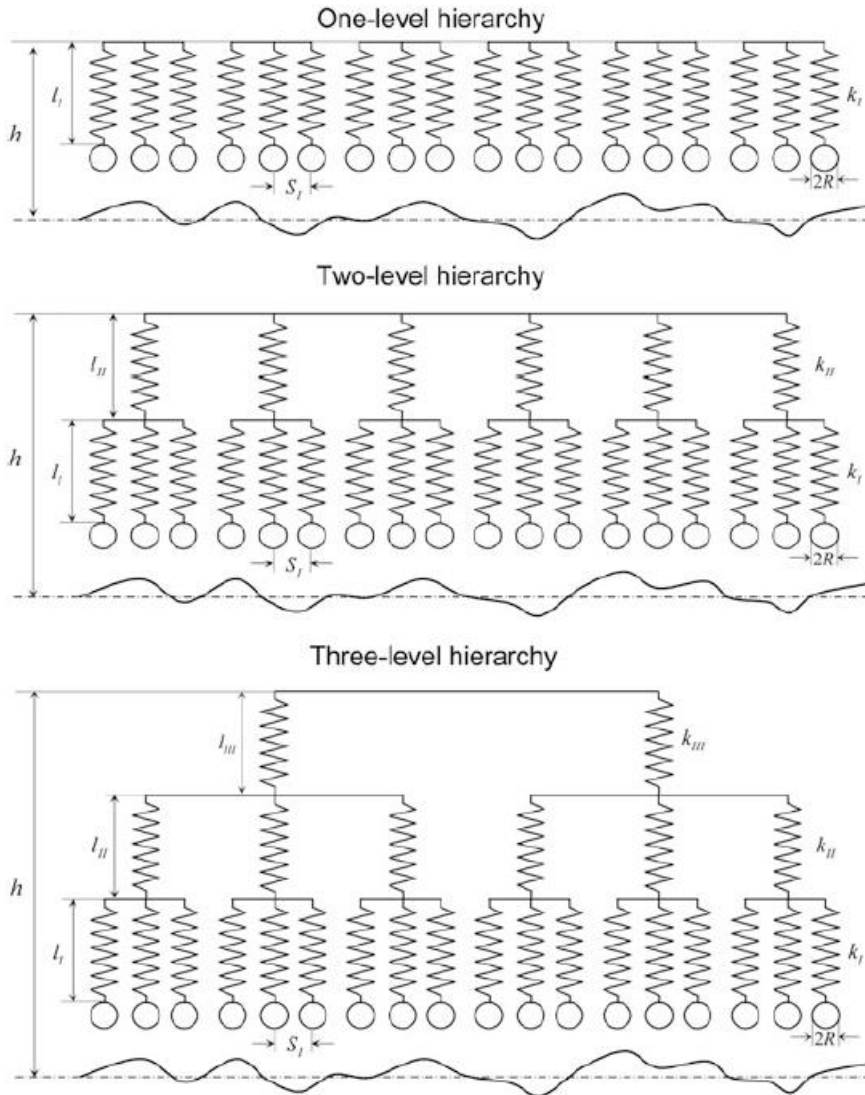 One-level hierarchy
l_I
k_I
h
S_I
2R
Two-level hierarchy
l_II
k_II
h
l_I
k_I
S_I
2R
Three-level hierarchy
l_III
k_III
l_II
k_II
h
l_I
k_I
S_I
2R